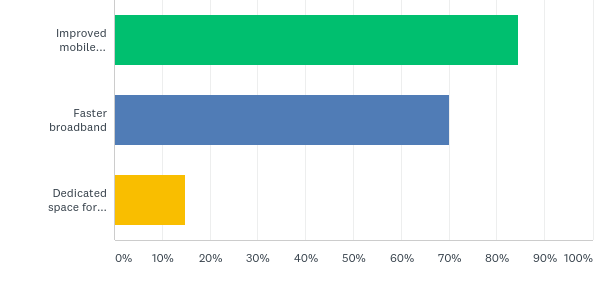 Improved
mobile...
Faster
broadband
Dedicated
space for...
0% 10% 20% 30% 40% 50% 60% 70% 80% 90% 100%